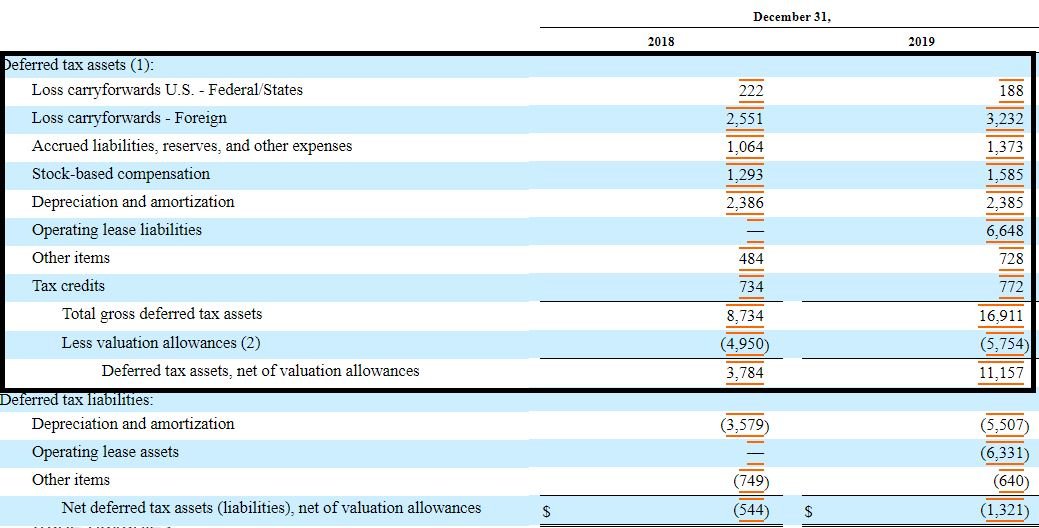 December 31,
2018 2019
Deferred tax assets (1):
Loss carryforwards U.S. - Federal/States 222 188
Loss carryforwards - Foreign 2,551 3,232
Accrued liabilities, reserves, and other expenses 1,064 1,373
Stock-based compensation 1,293 1,585
Depreciation and amortization 2,386 2,385
Operating lease liabilities — 6,648
Other items 484 728
Tax credits 734 772
Total gross deferred tax assets 8,734 16,911
Less valuation allowances (2) (4,950) (5,754)
Deferred tax assets, net of valuation allowances 3,784 11,157
Deferred tax liabilities:
Depreciation and amortization (3,579) (5,507)
Operating lease assets — (6,331)
Other items (749) (640)
Net deferred tax assets (liabilities), net of valuation allowances $ (544) $ (1,321)